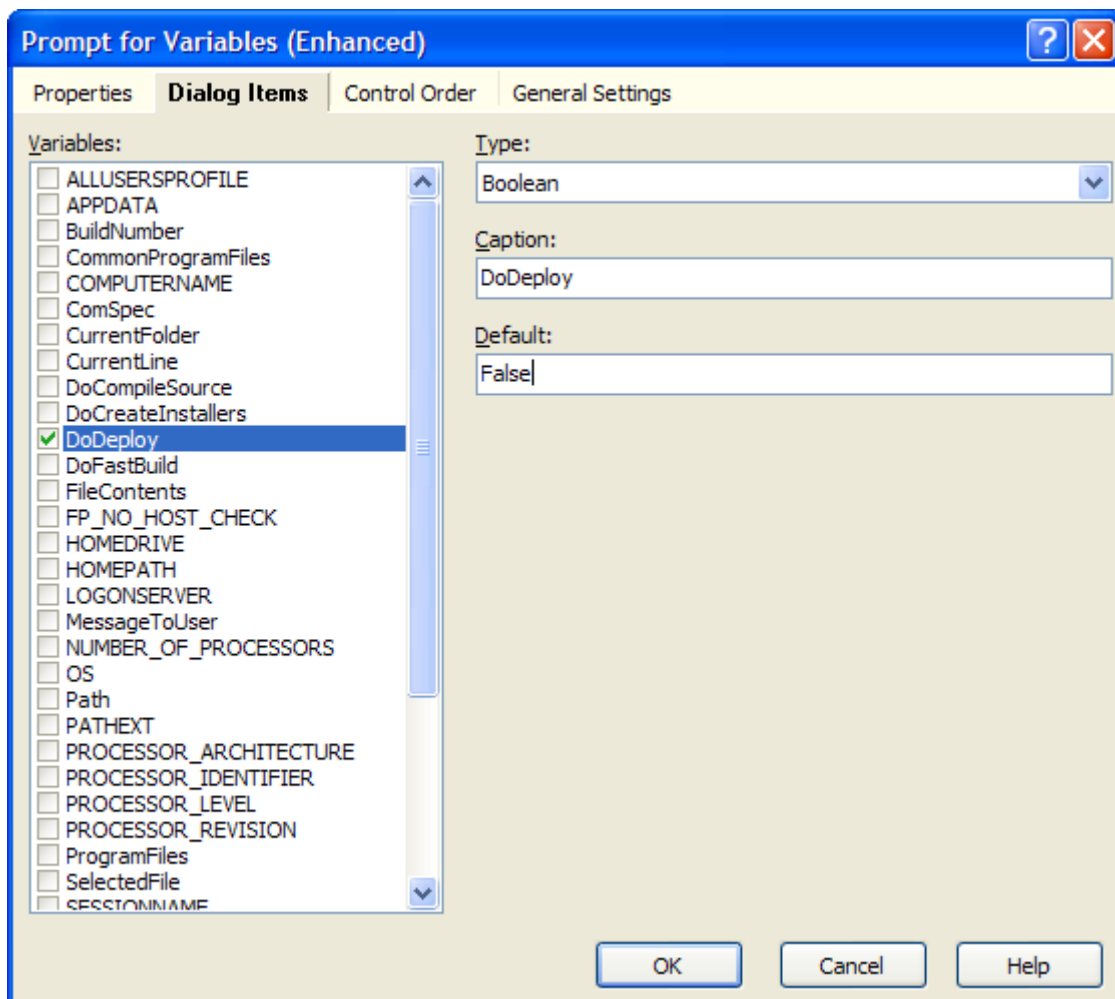 Prompt for Variables (Enhanced)
Properties Dialog Items Control Order General Settings
Variables:
ALLUSERSPROFILE
APPDATA
BuildNumber
CommonProgramFiles
COMPUTERNAME
ComSpec
CurrentFolder
CurrentLine
DoCompileSource
DoCreateInstallers
DoDeploy
DoFastBuild
FileContents
FP_NO_HOST_CHECK
HOMEDRIVE
HOMEPATH
LOGONSERVER
MessageToUser
NUMBER_OF_PROCESSORS
OS
Path
PATHEXT
PROCESSOR_ARCHITECTURE
PROCESSOR_IDENTIFIER
PROCESSOR_LEVEL
PROCESSOR_REVISION
ProgramFiles
SelectedFile
SESSIONNAME
Type:
Boolean
Caption:
DoDeploy
Default:
False
OK Cancel Help